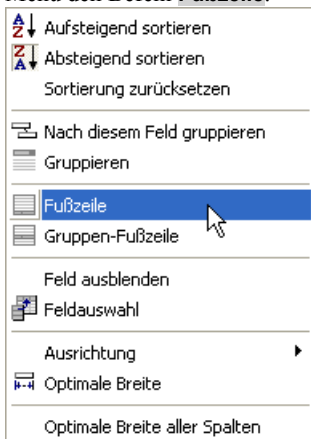 Menü den Befehl Fußzeile.
Aufsteigend sortieren
Absteigend sortieren
Sortierung zurücksetzen
Nach diesem Feld gruppieren
Gruppieren
Fußzeile
Gruppen-Fußzeile
Feld ausblenden
Feldauswahl
Ausrichtung
Optimale Breite
Optimale Breite aller Spalten